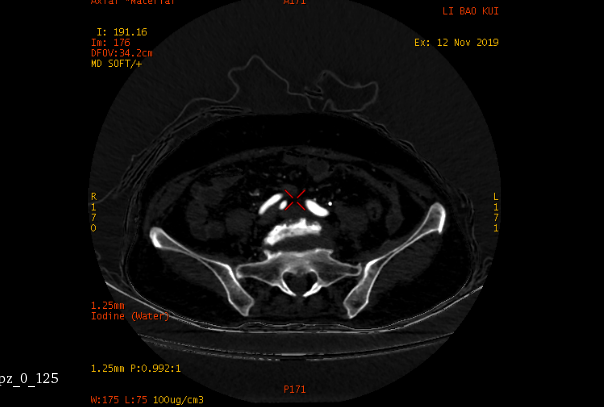 A171
LI BAO KUI
I: 191.16
Im: 176
DFOV:34.2cm
MD SOFT/+
Ex: 12 Nov 2019
R
1
7
0
L
1
7
1
1.25mm
Iodine (Water)
1.25mm P:0.992:1
pz_0_125
P171
W:175 L:75 100ug/cm3